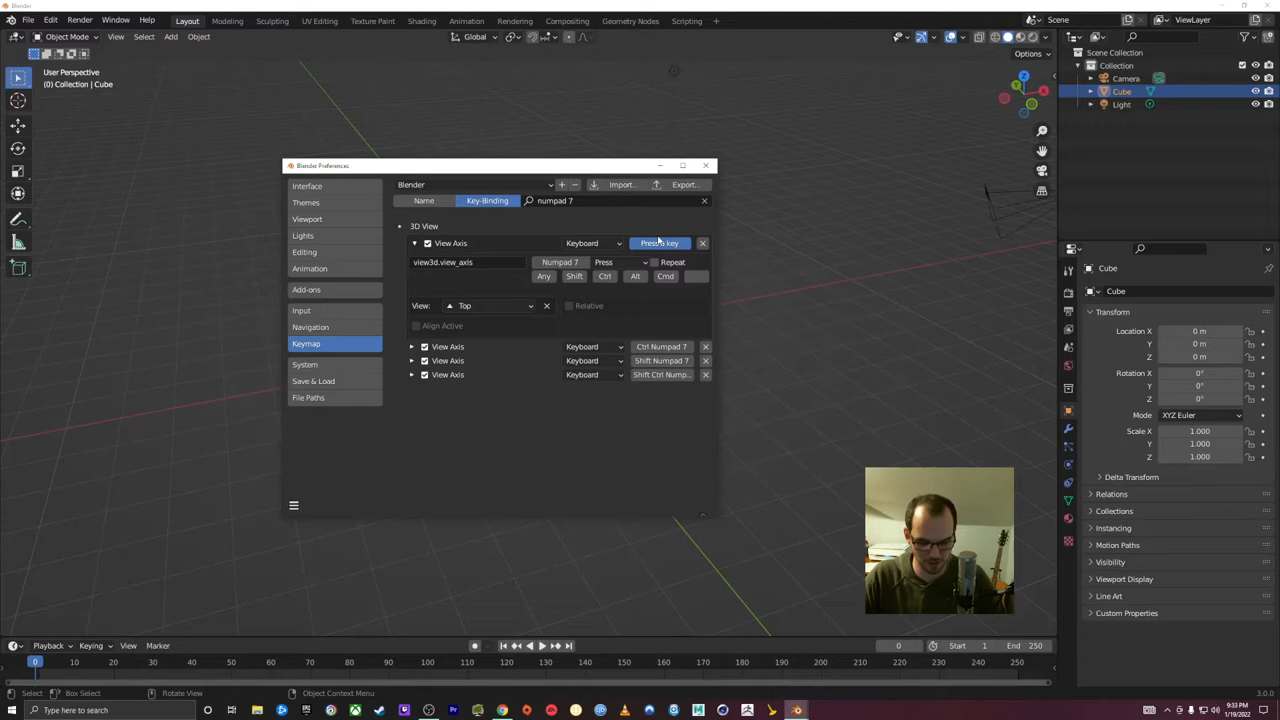 Blender
File Edit Render Window Help Layout Modeling Sculpting UV Editing Texture Paint Shading Animation Rendering Compositing Geometry Nodes Scripting + Scene ViewLayer
Object Mode View Select Add Object Global
Options
User Perspective
(0) Collection | Cube
Scene Collection
Collection
Camera
Cube
Light
Blender Preferences
Interface
Themes
Viewport
Lights
Editing
Animation
Add-ons
Input
Navigation
Keymap
System
Save & Load
File Paths
Blender Import... Export...
Name Key-Binding numpad 7
3D View
View Axis Keyboard Press a key
view3d.view_axis Numpad 7 Press Repeat
Any Shift Ctrl Alt Cmd
View: Top Relative
Align Active
View Axis Keyboard Ctrl Numpad 7
View Axis Keyboard Shift Numpad 7
View Axis Keyboard Shift Ctrl Nump...
Cube
Cube
Transform
Location X 0 m
Y 0 m
Z 0 m
Rotation X 0°
Y 0°
Z 0°
Mode XYZ Euler
Scale X 1.000
Y 1.000
Z 1.000
Delta Transform
Relations
Collections
Instancing
Motion Paths
Visibility
Viewport Display
Line Art
Custom Properties
Playback Keying View Marker 0 Start 1 End 250
0 10 20 30 40 50 60 70 80 90 100 110 120 130 140 150 160 170 180 190 200 210 220 230 240 250
Select Box Select Rotate View Object Context Menu 3.0.0
Type here to search
9:33 PM
1/19/2022